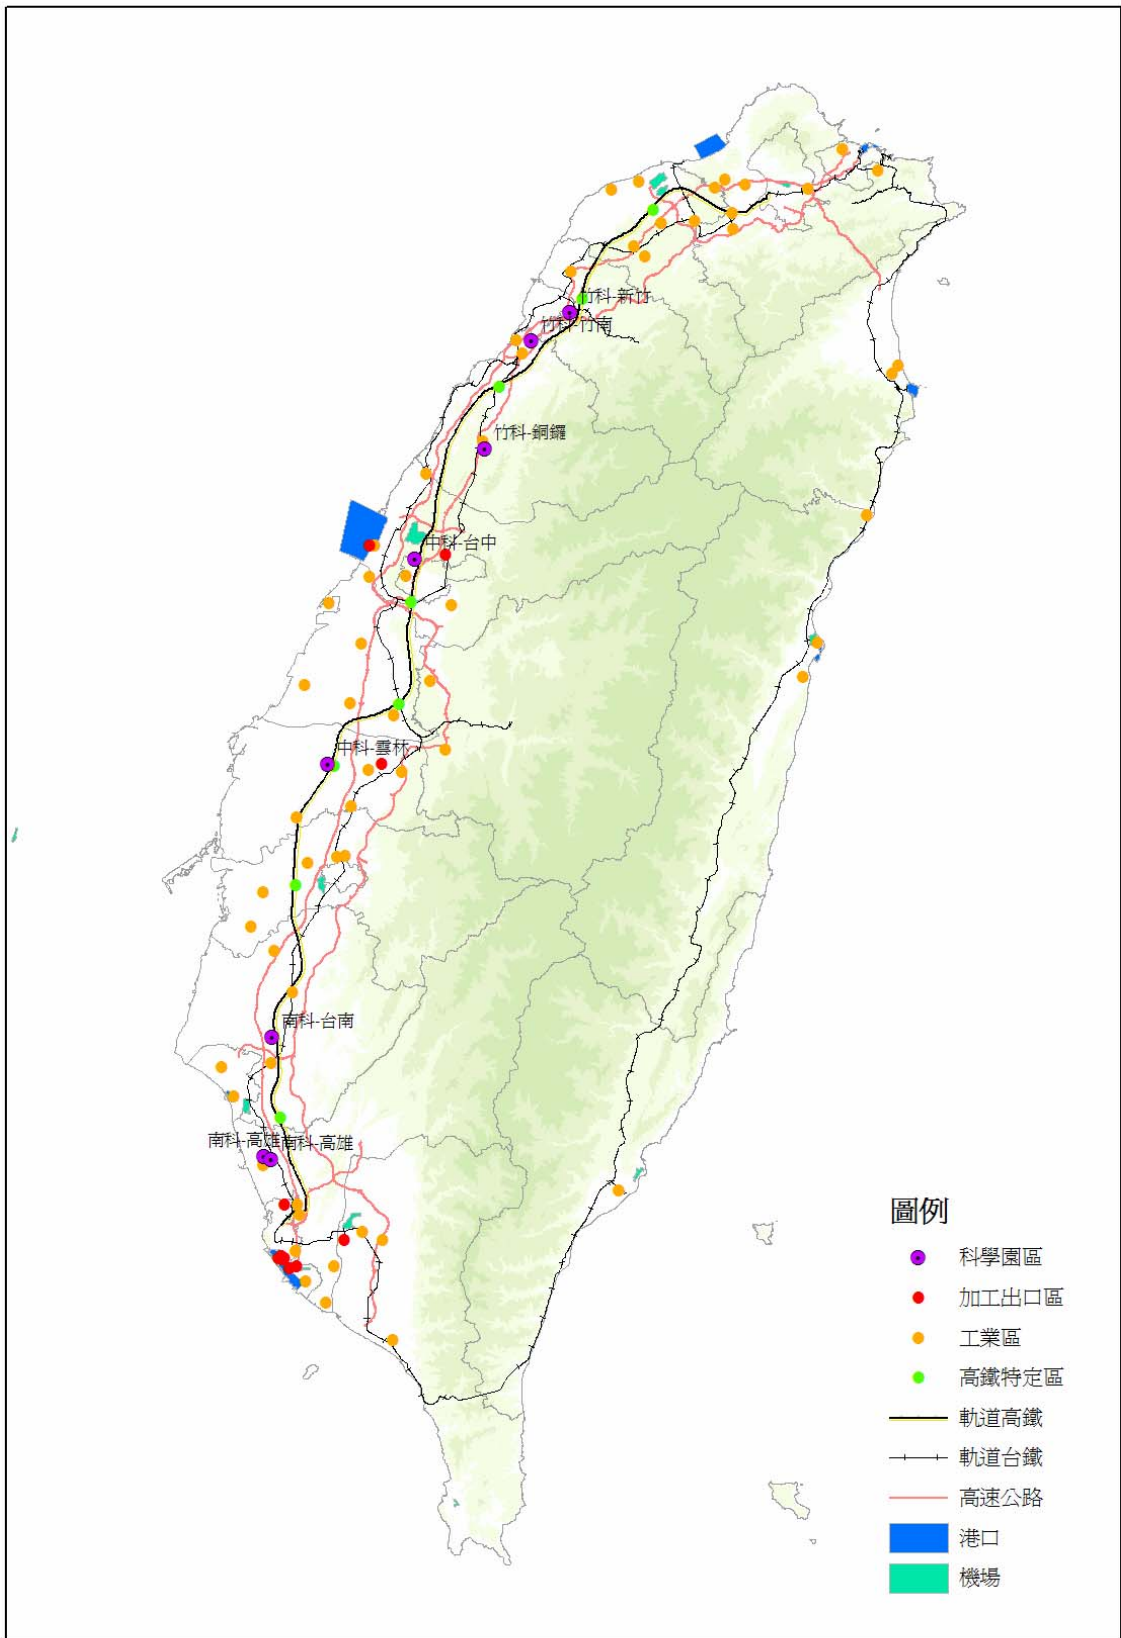 竹科-新竹
竹科-竹南
竹科-銅鑼
中科-台中
中科-雲林
南科-台南
南科-高雄
南科-高雄
圖例
科學園區
加工出口區
工業區
高鐵特定區
軌道高鐵
軌道台鐵
高速公路
港口
機場